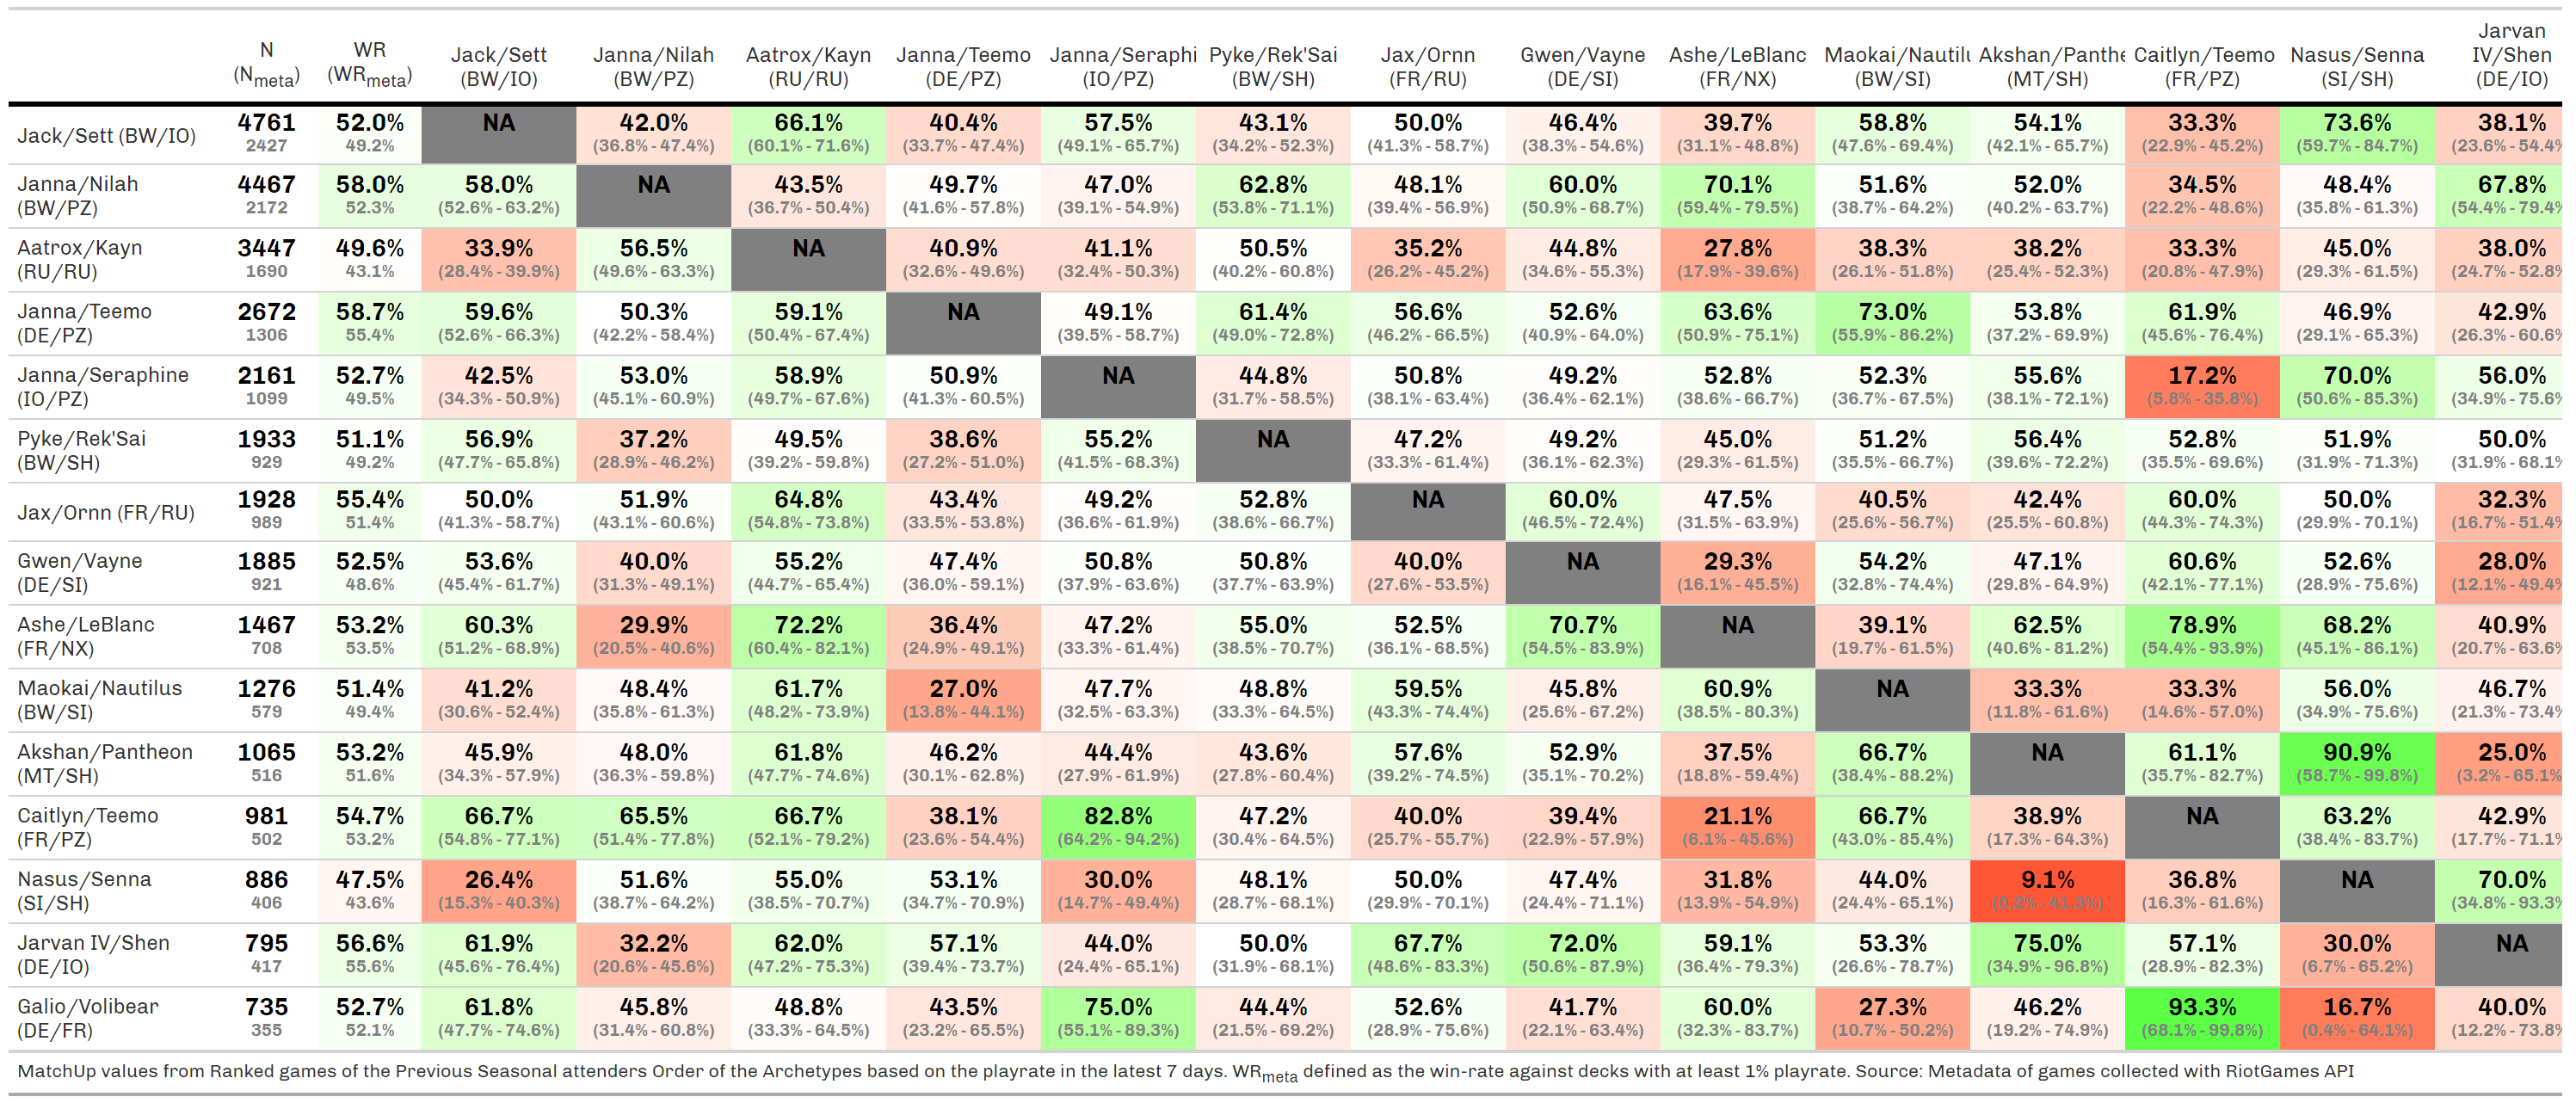 N (Nmeta) WR (WRmeta) Jack/Sett (BW/IO) Janna/Nilah (BW/PZ) Aatrox/Kayn (RU/RU) Janna/Teemo (DE/PZ) Janna/Seraphi (IO/PZ) Pyke/Rek'Sai (BW/SH) Jax/Ornn (FR/RU) Gwen/Vayne (DE/SI) Ashe/LeBlanc (FR/NX) Maokai/Nautilu (BW/SI) Akshan/Panthe (MT/SH) Caitlyn/Teemo (FR/PZ) Nasus/Senna (SI/SH) Jarvan IV/Shen (DE/IO)
Jack/Sett (BW/IO) 4761 52.0% NA 42.0% 66.1% 40.4% 57.5% 43.1% 50.0% 46.4% 39.7% 58.8% 54.1% 33.3% 73.6% 38.1%
2427 49.2% (36.8% - 47.4%) (60.1% - 71.6%) (33.7% - 47.4%) (49.1% - 65.7%) (34.2% - 52.3%) (41.3% - 58.7%) (38.3% - 54.6%) (31.1% - 48.8%) (47.6% - 69.4%) (42.1% - 65.7%) (22.9% - 45.2%) (59.7% - 84.7%) (23.6% - 54.4%
Janna/Nilah 4467 58.0% 58.0% NA 43.5% 49.7% 47.0% 62.8% 48.1% 60.0% 70.1% 51.6% 52.0% 34.5% 48.4% 67.8%
(BW/PZ) 2172 52.3% (52.6% - 63.2%) (36.7% - 50.4%) (41.6% - 57.8%) (39.1% - 54.9%) (53.8% - 71.1%) (39.4% - 56.9%) (50.9% - 68.7%) (59.4% - 79.5%) (38.7% - 64.2%) (40.2% - 63.7%) (22.2% - 48.6%) (35.8% - 61.3%) (54.4% - 79.4%
Aatrox/Kayn 3447 49.6% 33.9% 56.5% NA 40.9% 41.1% 50.5% 35.2% 44.8% 27.8% 38.3% 38.2% 33.3% 45.0% 38.0%
(RU/RU) 1690 43.1% (28.4% - 39.9%) (49.6% - 63.3%) (32.6% - 49.6%) (32.4% - 50.3%) (40.2% - 60.8%) (26.2% - 45.2%) (34.6% - 55.3%) (17.9% - 39.6%) (26.1% - 51.8%) (25.4% - 52.3%) (20.8% - 47.9%) (29.3% - 61.5%) (24.7% - 52.8%
Janna/Teemo 2672 58.7% 59.6% 50.3% 59.1% NA 49.1% 61.4% 56.6% 52.6% 63.6% 73.0% 53.8% 61.9% 46.9% 42.9%
(DE/PZ) 1306 55.4% (52.6% - 66.3%) (42.2% - 58.4%) (50.4% - 67.4%) (39.5% - 58.7%) (49.0% - 72.8%) (46.2% - 66.5%) (40.9% - 64.0%) (50.9% - 75.1%) (55.9% - 86.2%) (37.2% - 69.9%) (45.6% - 76.4%) (29.1% - 65.3%) (26.3% - 60.6%
Janna/Seraphine 2161 52.7% 42.5% 53.0% 58.9% 50.9% NA 44.8% 50.8% 49.2% 52.8% 52.3% 55.6% 17.2% 70.0% 56.0%
(IO/PZ) 1099 49.5% (34.3% - 50.9%) (45.1% - 60.9%) (49.7% - 67.6%) (41.3% - 60.5%) (31.7% - 58.5%) (38.1% - 63.4%) (36.4% - 62.1%) (38.6% - 66.7%) (36.7% - 67.5%) (38.1% - 72.1%) (5.8% - 35.8%) (50.6% - 85.3%) (34.9% - 75.6%
Pyke/Rek'Sai 1933 51.1% 56.9% 37.2% 49.5% 38.6% 55.2% NA 47.2% 49.2% 45.0% 51.2% 56.4% 52.8% 51.9% 50.0%
(BW/SH) 929 49.2% (47.7% - 65.8%) (28.9% - 46.2%) (39.2% - 59.8%) (27.2% - 51.0%) (41.5% - 68.3%) (33.3% - 61.4%) (36.1% - 62.3%) (29.3% - 61.5%) (35.5% - 66.7%) (39.6% - 72.2%) (35.5% - 69.6%) (31.9% - 71.3%) (31.9% - 68.1%
Jax/Ornn (FR/RU) 1928 55.4% 50.0% 51.9% 64.8% 43.4% 49.2% 52.8% NA 60.0% 47.5% 40.5% 42.4% 60.0% 50.0% 32.3%
989 51.4% (41.3% - 58.7%) (43.1% - 60.6%) (54.8% - 73.8%) (33.5% - 53.8%) (36.6% - 61.9%) (38.6% - 66.7%) (46.5% - 72.4%) (31.5% - 63.9%) (25.6% - 56.7%) (25.5% - 60.8%) (44.3% - 74.3%) (29.9% - 70.1%) (16.7% - 51.4%
Gwen/Vayne 1885 52.5% 53.6% 40.0% 55.2% 47.4% 50.8% 50.8% 40.0% NA 29.3% 54.2% 47.1% 60.6% 52.6% 28.0%
(DE/SI) 921 48.6% (45.4% - 61.7%) (31.3% - 49.1%) (44.7% - 65.4%) (36.0% - 59.1%) (37.9% - 63.6%) (37.7% - 63.9%) (27.6% - 53.5%) (16.1% - 45.5%) (32.8% - 74.4%) (29.8% - 64.9%) (42.1% - 77.1%) (28.9% - 75.6%) (12.1% - 49.4%
Ashe/LeBlanc 1467 53.2% 60.3% 29.9% 72.2% 36.4% 47.2% 55.0% 52.5% 70.7% NA 39.1% 62.5% 78.9% 68.2% 40.9%
(FR/NX) 708 53.5% (51.2% - 68.9%) (20.5% - 40.6%) (60.4% - 82.1%) (24.9% - 49.1%) (33.3% - 61.4%) (38.5% - 70.7%) (36.1% - 68.5%) (54.5% - 83.9%) (19.7% - 61.5%) (40.6% - 81.2%) (54.4% - 93.9%) (45.1% - 86.1%) (20.7% - 63.6%
Maokai/Nautilus 1276 51.4% 41.2% 48.4% 61.7% 27.0% 47.7% 48.8% 59.5% 45.8% 60.9% NA 33.3% 33.3% 56.0% 46.7%
(BW/SI) 579 49.4% (30.6% - 52.4%) (35.8% - 61.3%) (48.2% - 73.9%) (13.8% - 44.1%) (32.5% - 63.3%) (33.3% - 64.5%) (43.3% - 74.4%) (25.6% - 67.2%) (38.5% - 80.3%) (11.8% - 61.6%) (14.6% - 57.0%) (34.9% - 75.6%) (21.3% - 73.4%
Akshan/Pantheon 1065 53.2% 45.9% 48.0% 61.8% 46.2% 44.4% 43.6% 57.6% 52.9% 37.5% 66.7% NA 61.1% 90.9% 25.0%
(MT/SH) 516 51.6% (34.3% - 57.9%) (36.3% - 59.8%) (47.7% - 74.6%) (30.1% - 62.8%) (27.9% - 61.9%) (27.8% - 60.4%) (39.2% - 74.5%) (35.1% - 70.2%) (18.8% - 59.4%) (38.4% - 88.2%) (35.7% - 82.7%) (58.7% - 99.8%) (3.2% - 65.1%
Caitlyn/Teemo 981 54.7% 66.7% 65.5% 66.7% 38.1% 82.8% 47.2% 40.0% 39.4% 21.1% 66.7% 38.9% NA 63.2% 42.9%
(FR/PZ) 502 53.2% (54.8% - 77.1%) (51.4% - 77.8%) (52.1% - 79.2%) (23.6% - 54.4%) (64.2% - 94.2%) (30.4% - 64.5%) (25.7% - 55.7%) (22.9% - 57.9%) (6.1% - 45.6%) (43.0% - 85.4%) (17.3% - 64.3%) (38.4% - 83.7%) (17.7% - 71.1%
Nasus/Senna 886 47.5% 26.4% 51.6% 55.0% 53.1% 30.0% 48.1% 50.0% 47.4% 31.8% 44.0% 9.1% 36.8% NA 70.0%
(SI/SH) 406 43.6% (15.3% - 40.3%) (38.7% - 64.2%) (38.5% - 70.7%) (34.7% - 70.9%) (14.7% - 49.4%) (28.7% - 68.1%) (29.9% - 70.1%) (24.4% - 71.1%) (13.9% - 54.9%) (24.4% - 65.1%) (0.2% - 41.3%) (16.3% - 61.6%) (34.8% - 93.3%
Jarvan IV/Shen 795 56.6% 61.9% 32.2% 62.0% 57.1% 44.0% 50.0% 67.7% 72.0% 59.1% 53.3% 75.0% 57.1% 30.0% NA
(DE/IO) 417 55.6% (45.6% - 76.4%) (20.6% - 45.6%) (47.2% - 75.3%) (39.4% - 73.7%) (24.4% - 65.1%) (31.9% - 68.1%) (48.6% - 83.3%) (50.6% - 87.9%) (36.4% - 79.3%) (26.6% - 78.7%) (34.9% - 96.8%) (28.9% - 82.3%) (6.7% - 65.2%)
Galio/Volibear 735 52.7% 61.8% 45.8% 48.8% 43.5% 75.0% 44.4% 52.6% 41.7% 60.0% 27.3% 46.2% 93.3% 16.7% 40.0%
(DE/FR) 355 52.1% (47.7% - 74.6%) (31.4% - 60.8%) (33.3% - 64.5%) (23.2% - 65.5%) (55.1% - 89.3%) (21.5% - 69.2%) (28.9% - 75.6%) (22.1% - 63.4%) (32.3% - 83.7%) (10.7% - 50.2%) (19.2% - 74.9%) (68.1% - 99.8%) (0.4% - 64.1%) (12.2% - 73.8%
MatchUp values from Ranked games of the Previous Seasonal attenders Order of the Archetypes based on the playrate in the latest 7 days. WRmeta defined as the win-rate against decks with at least 1% playrate. Source: Metadata of games collected with RiotGames API